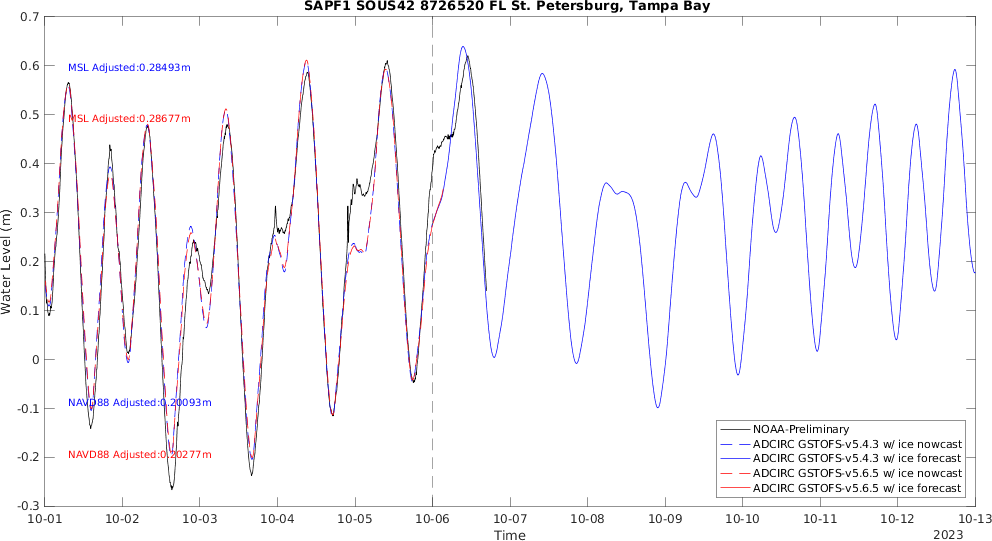 SAPF1 SOUS42 8726520 FL St. Petersburg, Tampa Bay
0.7
0.6
0.5
0.4
0.3
0.2
0.1
0
-0.1
-0.2
-0.3
Water Level (m)
MSL Adjusted:0.28493m
MSL Adjusted:0.28677m
NAVD88 Adjusted:0.20093m
NAVD88 Adjusted:0.20277m
NOAA-Preliminary
ADCIRC GSTOFS-v5.4.3 w/ ice nowcast
ADCIRC GSTOFS-v5.4.3 w/ ice forecast
ADCIRC GSTOFS-v5.6.5 w/ ice nowcast
ADCIRC GSTOFS-v5.6.5 w/ ice forecast
10-01 10-02 10-03 10-04 10-05 10-06 10-07 10-08 10-09 10-10 10-11 10-12 10-13
Time
2023